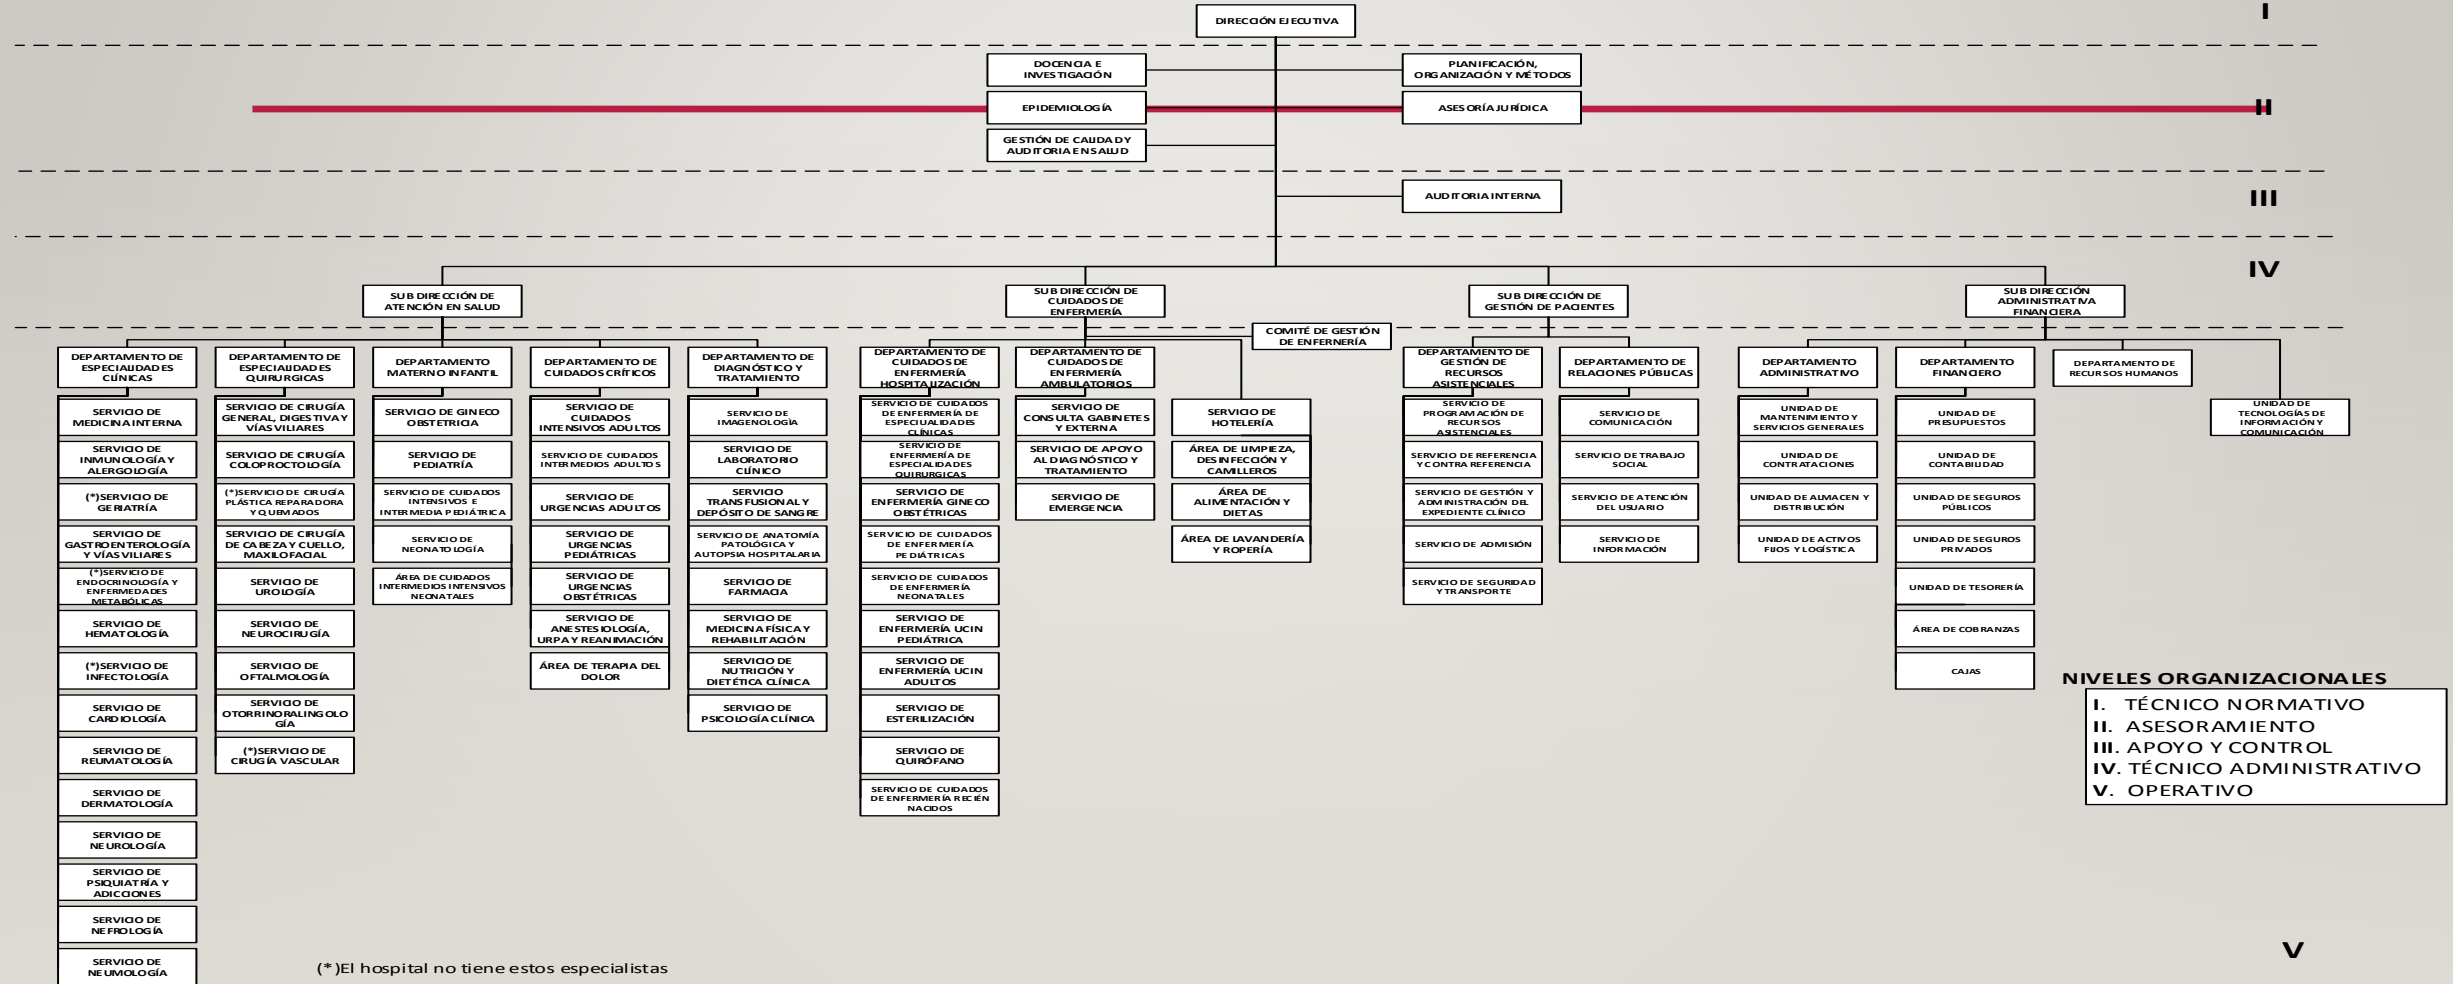 DIRECCIÓN EJECUTIVA
I
DOCENCIA E
INVESTIGACIÓN
PLANIFICACIÓN,
ORGANIZACIÓN Y MÉTODOS
EPIDEMIOLOGÍA
ASESORÍA JURÍDICA
II
GESTIÓN DE CALIDAD Y
AUDITORIA EN SALUD
AUDITORIA INTERNA
III
IV
SUB DIRECCIÓN DE
ATENCIÓN EN SALUD
SUB DIRECCIÓN DE
CUIDADOS DE
ENFERMERÍA
SUB DIRECCIÓN DE
GESTIÓN DE PACIENTES
SUB DIRECCIÓN
ADMINISTRATIVA
FINANCIERA
COMITÉ DE GESTIÓN
DE ENFERNERÍA
DEPARTAMENTO DE
ESPECIALIDADES
CLÍNICAS
SERVICIO DE
MEDICINA INTERNA
SERVICIO DE
INMUNOLOGÍA Y
ALERGOLOGÍA
(*)SERVICIO DE
GERIATRÍA
SERVICIO DE
GASTROENTEROLOGÍA
Y VÍAS VILIARES
(*)SERVICIO DE
ENDOCRINOLOGÍA Y
ENFERMEDADES
METABÓLICAS
SERVICIO DE
HEMATOLOGÍA
(*)SERVICIO DE
INFECTOLOGÍA
SERVICIO DE
CARDIOLOGÍA
SERVICIO DE
REUMATOLOGÍA
SERVICIO DE
DERMATOLOGÍA
SERVICIO DE
NEUROLOGÍA
SERVICIO DE
PSIQUIATRÍA Y
ADICCIONES
SERVICIO DE
NEFROLOGÍA
SERVICIO DE
NEUMOLOGÍA
DEPARTAMENTO DE
ESPECIALIDADES
QUIRURGICAS
SERVICIO DE CIRUGÍA
GENERAL, DIGESTIVA Y
VÍAS VILIARES
SERVICIO DE CIRUGÍA
COLOPROCTOLOGÍA
(*)SERVICIO DE CIRUGÍA
PLÁSTICA REPARADORA
Y QUEMADOS
SERVICIO DE CIRUGÍA
DE CABEZA Y CUELLO,
MAXILOFACIAL
SERVICIO DE
UROLOGÍA
SERVICIO DE
NEUROCIRUGÍA
SERVICIO DE
OFTALMOLOGÍA
SERVICIO DE
OTORRINORALINGOLO
GÍA
(*)SERVICIO DE
CIRUGÍA VASCULAR
DEPARTAMENTO
MATERNO INFANTIL
SERVICIO DE GINECO
OBSTETRICIA
SERVICIO DE
PEDIATRÍA
SERVICIO DE CUIDADOS
INTENSIVOS E
INTERMEDIA PEDIÁTRICA
SERVICIO DE
NEONATOLOGÍA
ÁREA DE CUIDADOS
INTERMEDIOS INTENSIVOS
NEONATALES
DEPARTAMENTO DE
CUIDADOS CRÍTICOS
SERVICIO DE
CUIDADOS
INTENSIVOS ADULTOS
SERVICIO DE CUIDADOS
INTERMEDIOS ADULTOS
SERVICIO DE
URGENCIAS ADULTOS
SERVICIO DE
URGENCIAS
PEDIÁTRICAS
SERVICIO DE
URGENCIAS
OBSTÉTRICAS
SERVICIO DE
ANESTESIOLOGÍA,
URPA Y REANIMACIÓN
ÁREA DE TERAPIA DEL
DOLOR
DEPARTAMENTO DE
DIAGNÓSTICO Y
TRATAMIENTO
SERVICIO DE
IMAGENOLOGÌA
SERVICIO DE
LABORATORIO
CLÍNICO
SERVICIO
TRANSFUSIONAL Y
DEPÓSITO DE SANGRE
SERVICIO DE ANATOMÍA
PATOLÓGICA Y
AUTOPSIA HOSPITALARIA
SERVICIO DE
FARMACIA
SERVICIO DE
MEDICINA FÍSICA Y
REHABILITACIÓN
SERVICIO DE
NUTRICIÓN Y
DIETÉTICA CLÍNICA
SERVICIO DE
PSICOLOGÍA CLÍNICA
DEPARTAMENTO DE
CUIDADOS DE
ENFERMERÍA
HOSPITALIZACIÓN
SERVICIO DE CUIDADOS
DE ENFERMERÍA DE
ESPECIUALIDADES
CLÍNICAS
SERVICIO DE
ENFERMERÍA DE
ESPECIALIDADES
QUIRURGICAS
SERVICIO DE
ENFERMERÍA GINECO
OBSTÉTRICAS
SERVICIO DE CUIDADOS
DE ENFERMERÍA
PEDIÁTRICAS
SERVICIO DE CUIDADOS
DE ENFERMERÍA
NEONATALES
SERVICIO DE
ENFERMERÍA UCIN
PEDIÁTRICA
SERVICIO DE
ENFERMERÍA UCIN
ADULTOS
SERVICIO DE
ESTERILIZACIÓN
SERVICIO DE
QUIRÓFANO
SERVICIO DE CUIDADOS
DE ENFERMERÍA RECIÉN
NACIDOS
DEPARTAMENTO DE
CUIDADOS DE
ENFERMERÍA
AMBULATORIOS
SERVICIO DE
CONSULTA GABINETES
Y EXTERNA
SERVICIO DE APOYO
AL DIAGNÓSTICO Y
TRATAMIENTO
SERVICIO DE
EMERGENCIA
SERVICIO DE
HOTELERÍA
ÁREA DE LIMPIEZA,
DESINFECCIÓN Y
CAMILLEROS
ÁREA DE
ALIMENTACIÓN Y
DIETAS
ÁREA DE LAVANDERÍA
Y ROPERÍA
DEPARTAMENTO DE
GESTIÓN DE
RECURSOS
ASISTENCIALES
SERVICIO DE
PROGRAMACIÓN DE
RECURSOS
ASISTENCIALES
SERVICIO DE REFERENCIA
Y CONTRA REFERENCIA
SERVICIO DE GESTIÓN Y
ADMINISTRACIÓN DEL
EXPEDIENTE CLÍNICO
SERVICIO DE ADMISIÓN
SERVICIO DE SEGURIDAD
Y TRANSPORTE
DEPARTAMENTO DE
RELACIONES PÚBLICAS
SERVICIO DE
COMUNICACIÓN
SERVICIO DE TRABAJO
SOCIAL
SERVICIO DE ATENCIÓN
DEL USUARIO
SERVICIO DE
INFORMACIÓN
DEPARTAMENTO
ADMINISTRATIVO
UNIDAD DE
MANTENIMIENTO Y
SERVICIOS GENERALES
UNIDAD DE
CONTRATACIONES
UNIDAD DE ALMACEN Y
DISTRIBUCIÓN
UNIDAD DE ACTIVOS
FIJOS Y LOGÍSTICA
DEPARTAMENTO
FINANCIERO
UNIDAD DE
PRESUPUESTOS
UNIDAD DE
CONTABILIDAD
UNIDAD DE SEGUROS
PÚBLICOS
UNIDAD DE SEGUROS
PRIVADOS
UNIDAD DE TESORERÍA
ÁREA DE COBRANZAS
CAJAS
DEPARTAMENTO DE
RECURSOS HUMANOS
UNIDAD DE
TECNOLOGÍAS DE
INFORMACIÓN Y
COMUNICACIÓN
NIVELES ORGANIZACIONALES
I. TÉCNICO NORMATIVO
II. ASESORAMIENTO
III. APOYO Y CONTROL
IV. TÉCNICO ADMINISTRATIVO
V. OPERATIVO
V
(*)El hospital no tiene estos especialistas